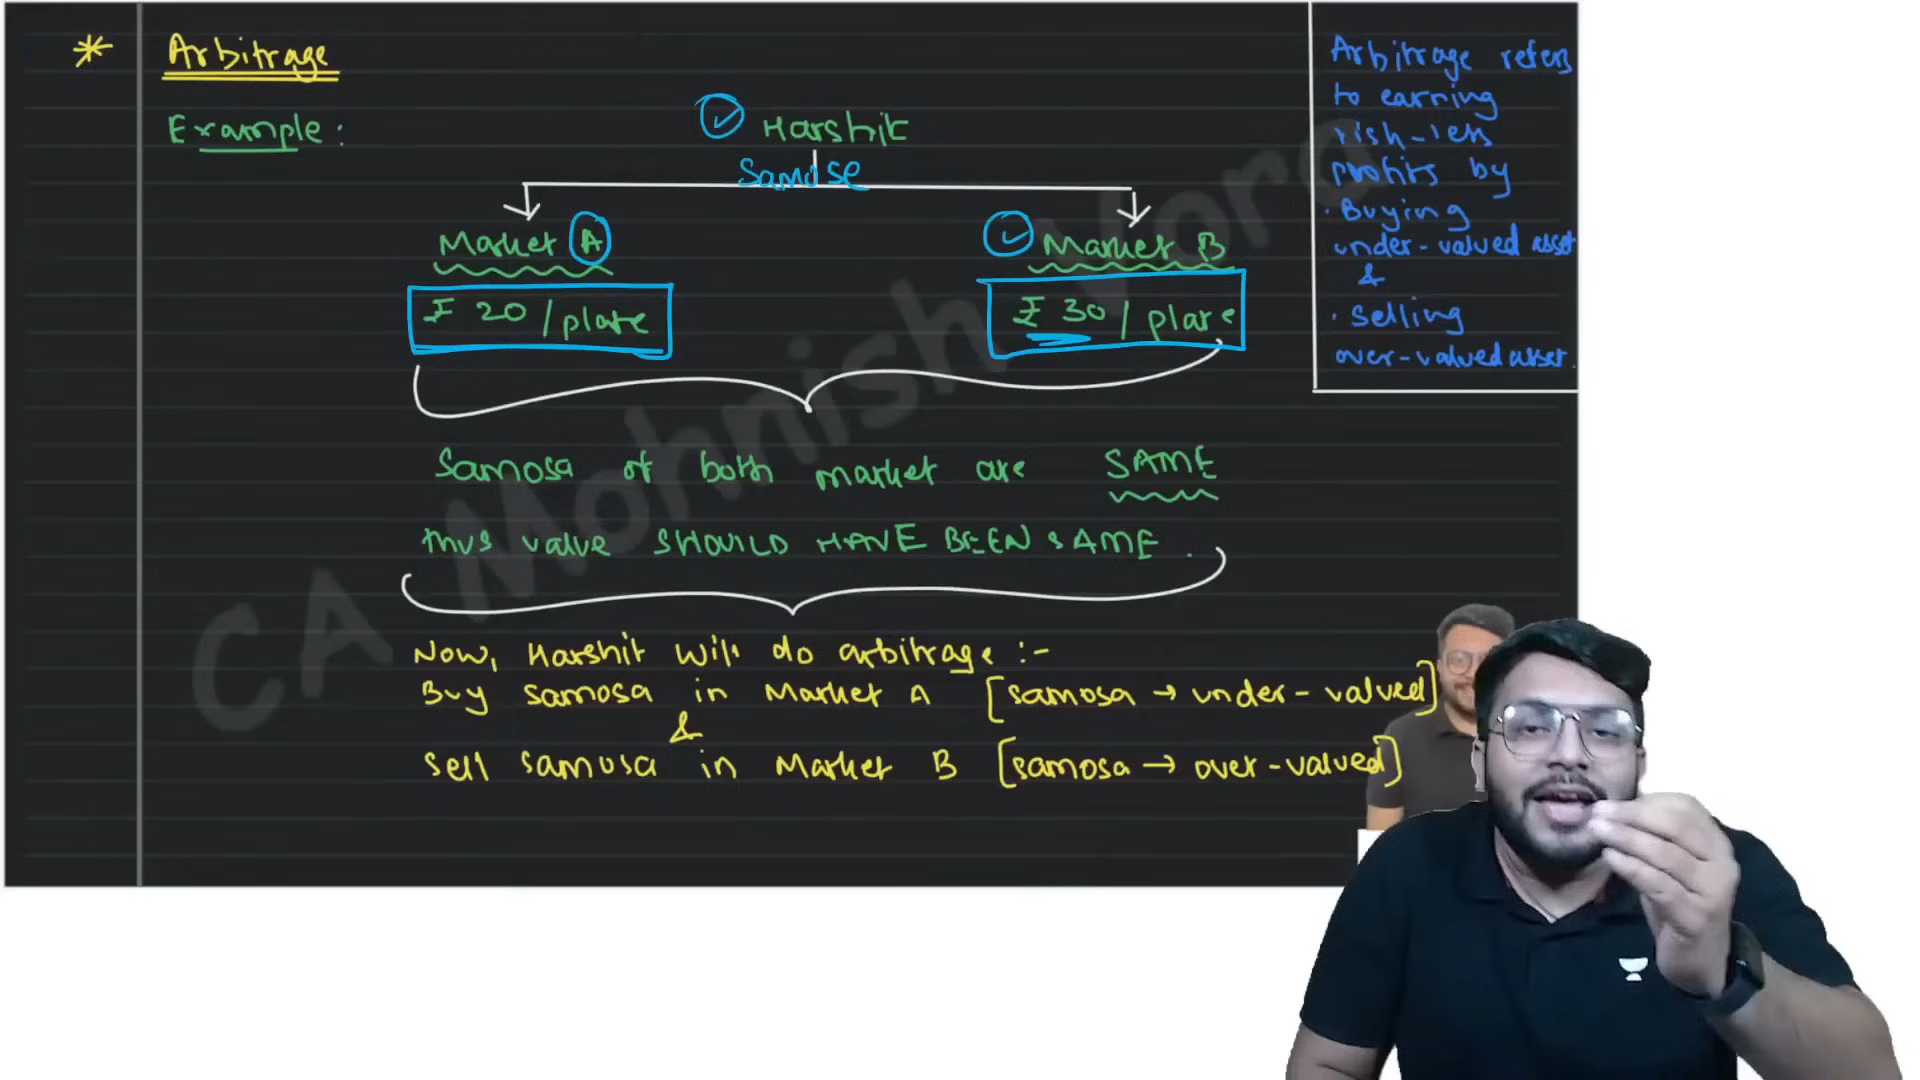 * Arbitrage
Example:
Harshit
Samose
Market A
Market B
₹ 20 / plate
₹ 30 / plate
Samosa of both market are SAME
thus value SHOULD HAVE BEEN SAME.
Now, Harshit will do arbitrage :-
Buy samosa in Market A [samosa → under-valued]
&
Sell samosa in Market B [samosa → over-valued]
Arbitrage refers
to earning
risk-less
profits by
· Buying
under-valued asset
&
· Selling
over-valued asset.
CA Mohnish Vora